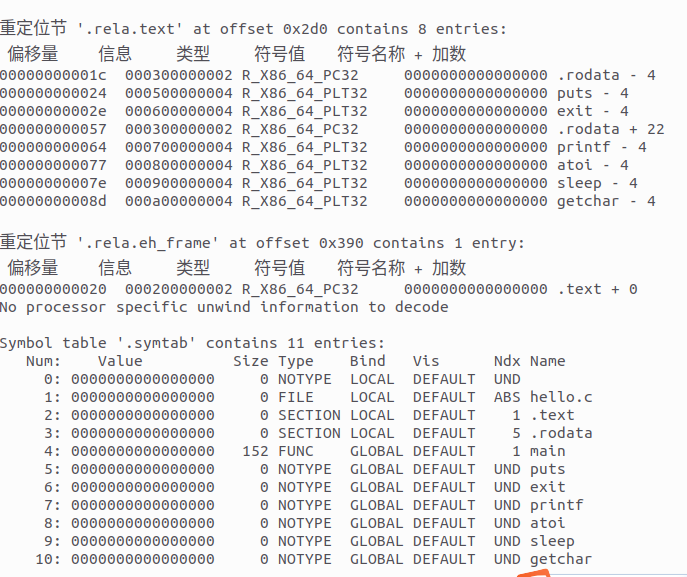 重定位节 '.rela.text' at offset 0x2d0 contains 8 entries:
偏移量 信息 类型 符号值 符号名称 + 加数
00000000001c 000300000002 R_X86_64_PC32 0000000000000000 .rodata - 4
000000000024 000500000004 R_X86_64_PLT32 0000000000000000 puts - 4
00000000002e 000600000004 R_X86_64_PLT32 0000000000000000 exit - 4
000000000057 000300000002 R_X86_64_PC32 0000000000000000 .rodata + 22
000000000064 000700000004 R_X86_64_PLT32 0000000000000000 printf - 4
000000000077 000800000004 R_X86_64_PLT32 0000000000000000 atoi - 4
00000000007e 000900000004 R_X86_64_PLT32 0000000000000000 sleep - 4
00000000008d 000a00000004 R_X86_64_PLT32 0000000000000000 getchar - 4
重定位节 '.rela.eh_frame' at offset 0x390 contains 1 entry:
偏移量 信息 类型 符号值 符号名称 + 加数
000000000020 000200000002 R_X86_64_PC32 0000000000000000 .text + 0
No processor specific unwind information to decode
Symbol table '.symtab' contains 11 entries:
Num: Value Size Type Bind Vis Ndx Name
0: 0000000000000000 0 NOTYPE LOCAL DEFAULT UND
1: 0000000000000000 0 FILE LOCAL DEFAULT ABS hello.c
2: 0000000000000000 0 SECTION LOCAL DEFAULT 1 .text
3: 0000000000000000 0 SECTION LOCAL DEFAULT 5 .rodata
4: 0000000000000000 152 FUNC GLOBAL DEFAULT 1 main
5: 0000000000000000 0 NOTYPE GLOBAL DEFAULT UND puts
6: 0000000000000000 0 NOTYPE GLOBAL DEFAULT UND exit
7: 0000000000000000 0 NOTYPE GLOBAL DEFAULT UND printf
8: 0000000000000000 0 NOTYPE GLOBAL DEFAULT UND atoi
9: 0000000000000000 0 NOTYPE GLOBAL DEFAULT UND sleep
10: 0000000000000000 0 NOTYPE GLOBAL DEFAULT UND getchar